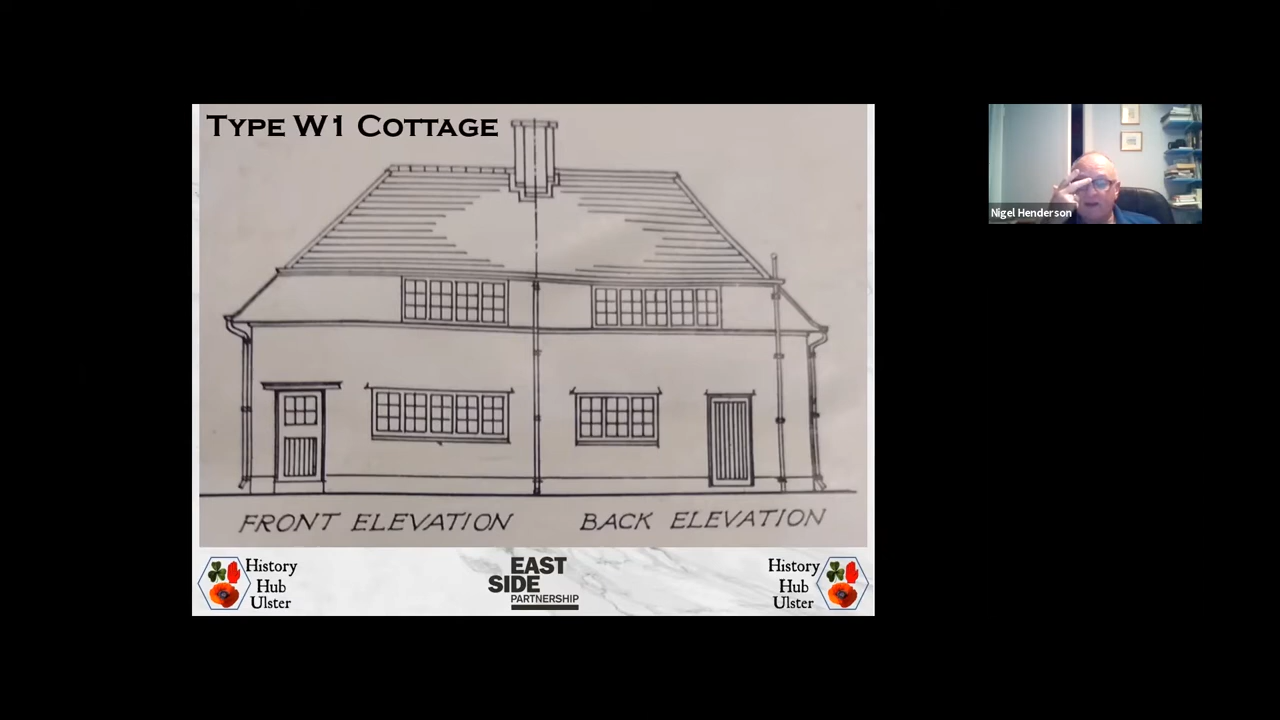 TYPE W1 COTTAGE
FRONT ELEVATION
BACK ELEVATION
History
Hub
Ulster
EAST
SIDE
PARTNERSHIP
History
Hub
Ulster
Nigel Henderson